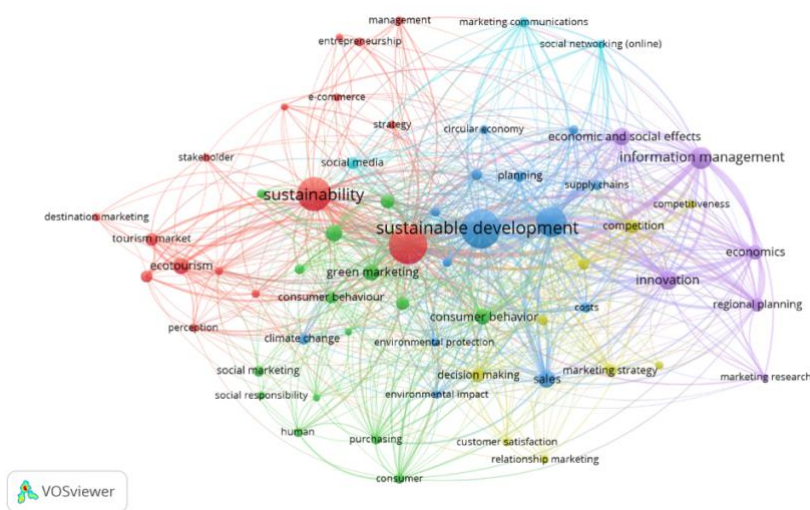 management
marketing communications
entrepreneurship
social networking (online)
e-commerce
strategy
circular economy
economic and social effects
stakeholder
social media
information management
planning
supply chains
sustainability
competitiveness
destination marketing
sustainable development
competition
tourism market
ecotourism
green marketing
economics
innovation
consumer behaviour
regional planning
costs
consumer behavior
perception
climate change
environmental protection
social marketing
decision making
sales
marketing strategy
marketing research
social responsibility
environmental impact
human
purchasing
customer satisfaction
relationship marketing
consumer
VOSviewer